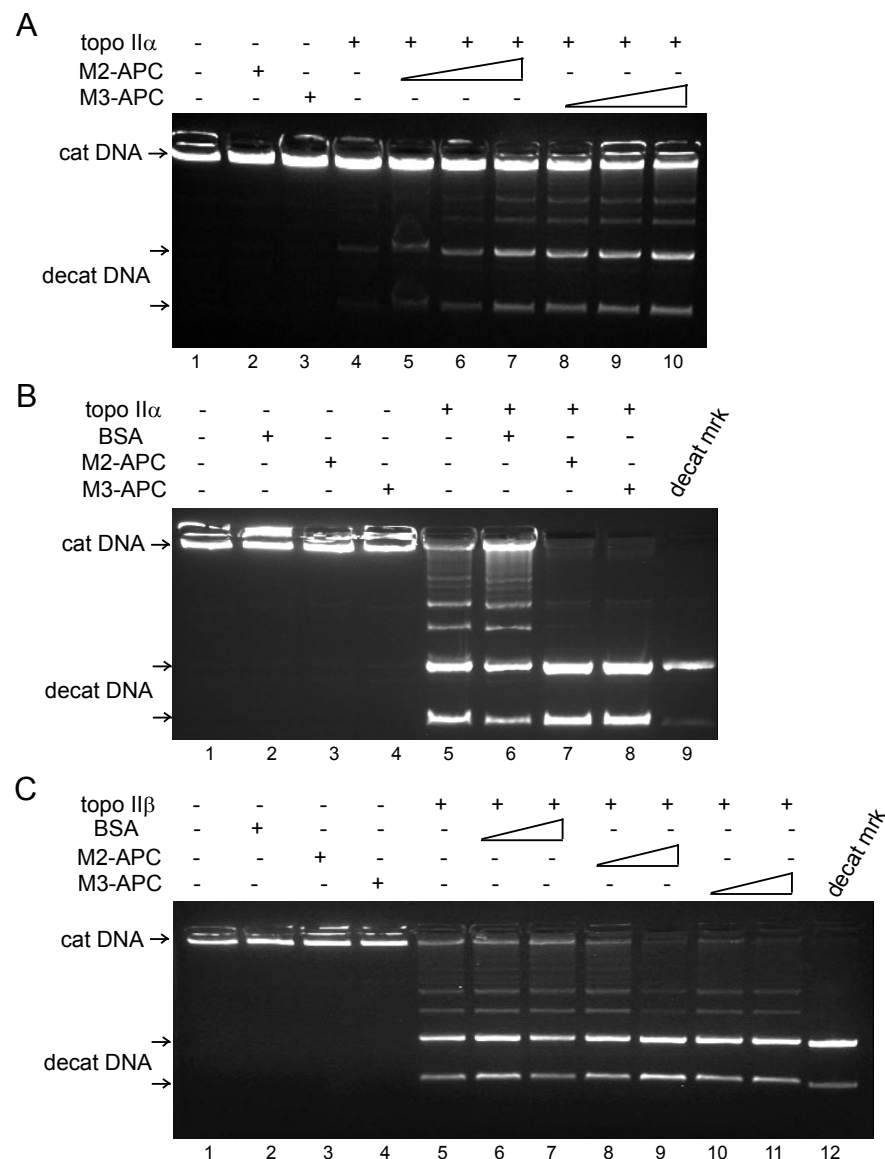 A
topo IIα - - - + + + + + + +
M2-APC - + - - - - -
M3-APC - - + - - - -
cat DNA →
→
decat DNA
→
1 2 3 4 5 6 7 8 9 10
B
topo IIα - - - - + + + +
BSA - + - - - + - -
M2-APC - - + - - - + -
M3-APC - - - + - - - +
decat mrk
cat DNA →
→
decat DNA
→
1 2 3 4 5 6 7 8 9
C
topo IIβ - - - - + + + + + + +
BSA - + - - - - - - -
M2-APC - - + - - - - - -
M3-APC - - - + - - - - -
decat mrk
cat DNA →
→
decat DNA
→
1 2 3 4 5 6 7 8 9 10 11 12